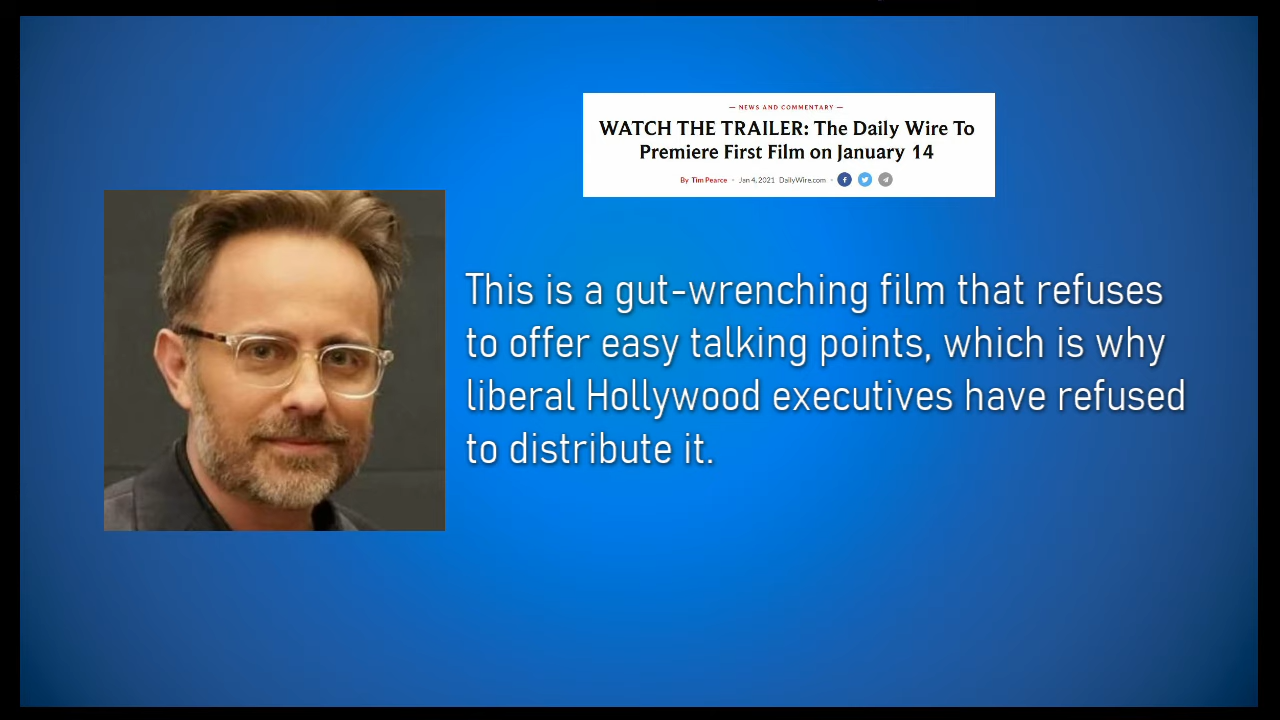 — NEWS AND COMMENTARY —
WATCH THE TRAILER: The Daily Wire To
Premiere First Film on January 14
By Tim Pearce • Jan 4, 2021 DailyWire.com •
This is a gut-wrenching film that refuses
to offer easy talking points, which is why
liberal Hollywood executives have refused
to distribute it.